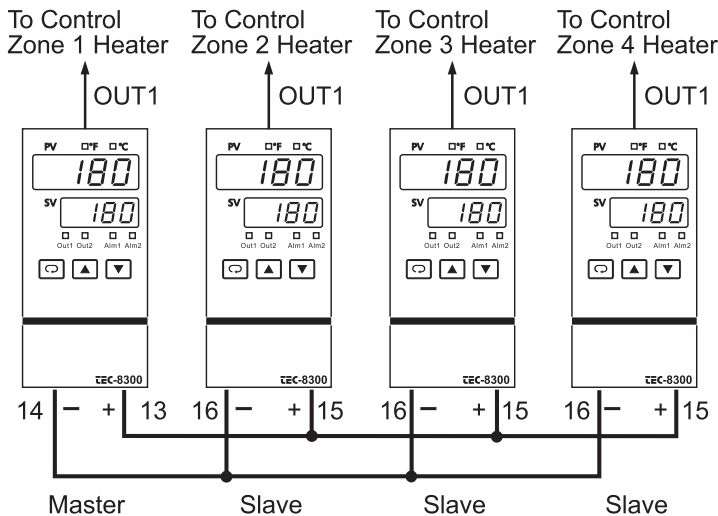 To Control To Control To Control To Control
Zone 1 Heater Zone 2 Heater Zone 3 Heater Zone 4 Heater
OUT1 OUT1 OUT1 OUT1
PV °F °C PV °F °C PV °F °C PV °F °C
180 180 180 180
SV 180 SV 180 SV 180 SV 180
Out1 Out2 Alm1 Alm2 Out1 Out2 Alm1 Alm2 Out1 Out2 Alm1 Alm2 Out1 Out2 Alm1 Alm2
TEC-8300 TEC-8300 TEC-8300 TEC-8300
14 − + 13 16 − + 15 16 − + 15 16 − + 15
Master Slave Slave Slave